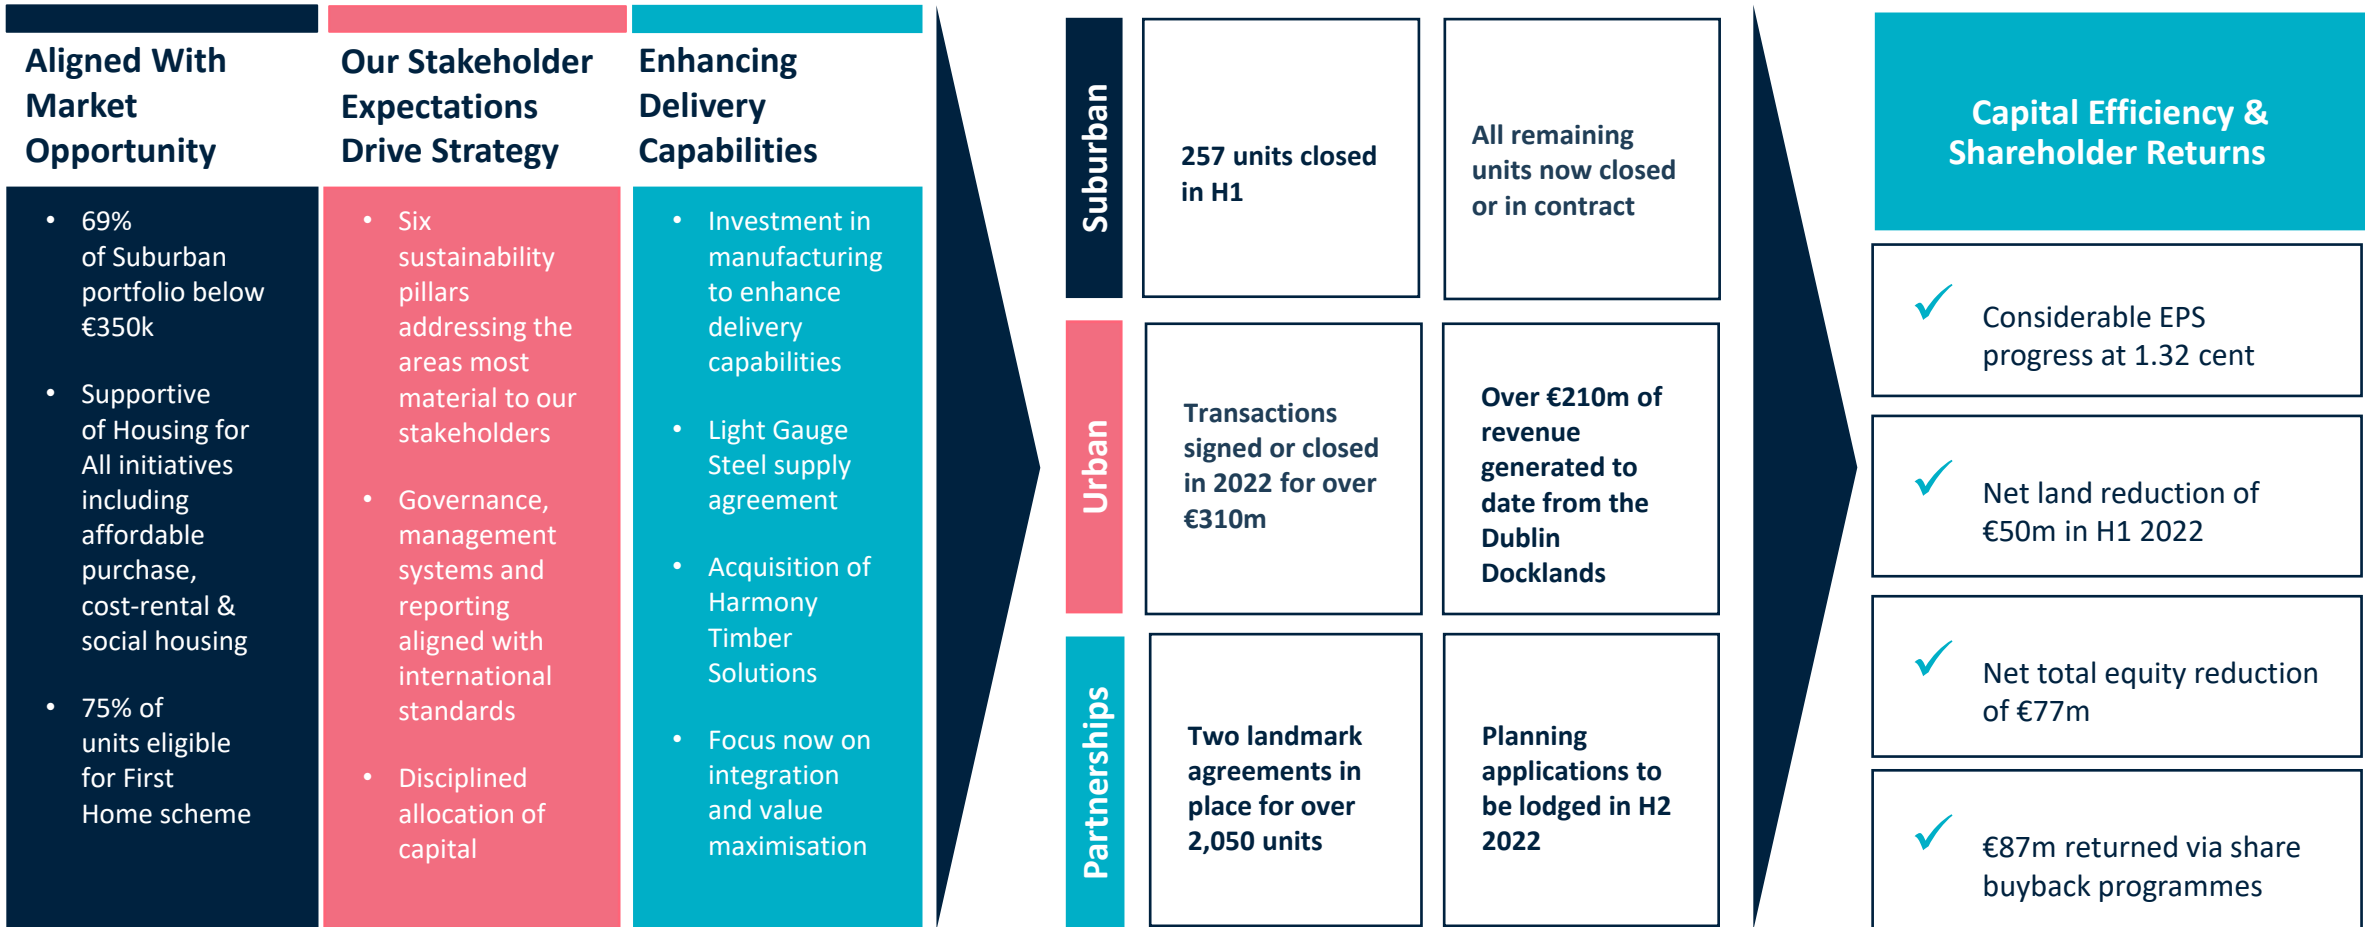 Aligned With
Market
Opportunity
• 69%
of Suburban
portfolio below
€350k
• Supportive
of Housing for
All initiatives
including
affordable
purchase,
cost-rental &
social housing
• 75% of
units eligible
for First
Home scheme
Our Stakeholder
Expectations
Drive Strategy
• Six
sustainability
pillars
addressing the
areas most
material to our
stakeholders
• Governance,
management
systems and
reporting
aligned with
international
standards
• Disciplined
allocation of
capital
Enhancing
Delivery
Capabilities
• Investment in
manufacturing
to enhance
delivery
capabilities
• Light Gauge
Steel supply
agreement
• Acquisition of
Harmony
Timber
Solutions
• Focus now on
integration
and value
maximisation
Suburban
257 units closed
in H1
All remaining
units now closed
or in contract
Urban
Transactions
signed or closed
in 2022 for over
€310m
Over €210m of
revenue
generated to
date from the
Dublin
Docklands
Partnerships
Two landmark
agreements in
place for over
2,050 units
Planning
applications to
be lodged in H2
2022
Capital Efficiency &
Shareholder Returns
✓ Considerable EPS
progress at 1.32 cent
✓ Net land reduction of
€50m in H1 2022
✓ Net total equity reduction
of €77m
✓ €87m returned via share
buyback programmes